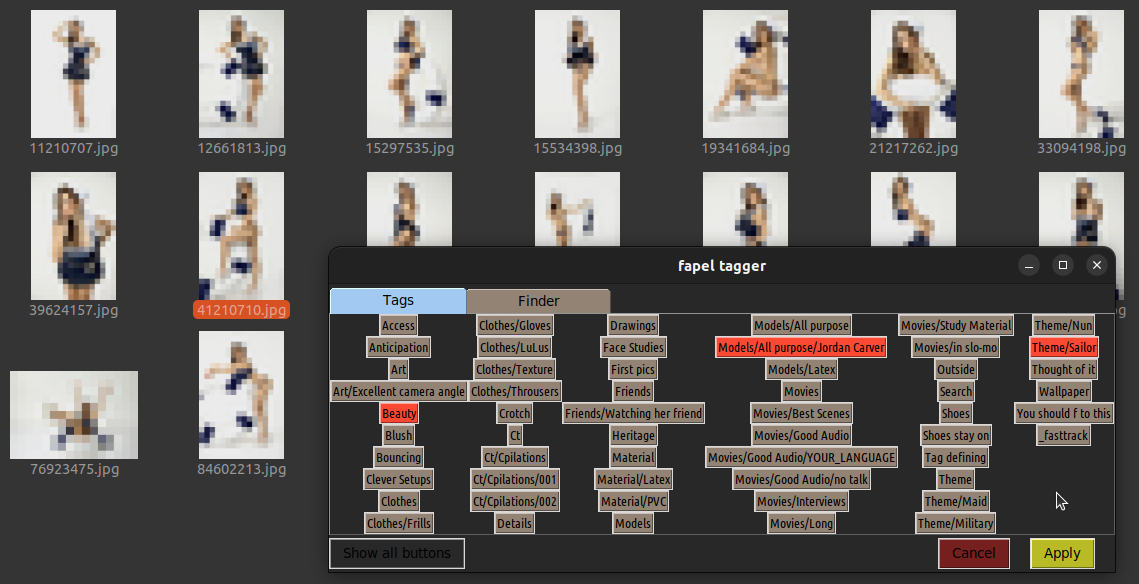 11210707.jpg 12661813.jpg 15297535.jpg 15534398.jpg 19341684.jpg 21217262.jpg 33094198.jpg
39624157.jpg 41210710.jpg g
76923475.jpg 84602213.jpg
fapel tagger
Tags Finder
Access Clothes/Gloves Drawings Models/All purpose Movies/Study Material Theme/Nun
Anticipation Clothes/LuLus Face Studies Models/All purpose/Jordan Carver Movies/in slo-mo Theme/Sailor
Art Clothes/Texture First pics Models/Latex Outside Thought of it
Art/Excellent camera angle Clothes/Throusers Friends Movies Search Wallpaper
Beauty Crotch Friends/Watching her friend Movies/Best Scenes Shoes You should f to this
Blush Ct Heritage Movies/Good Audio Shoes stay on _fasttrack
Bouncing Ct/Cpilations Material Movies/Good Audio/YOUR_LANGUAGE Tag defining
Clever Setups Ct/Cpilations/001 Material/Latex Movies/Good Audio/no talk Theme
Clothes Ct/Cpilations/002 Material/PVC Movies/Interviews Theme/Maid
Clothes/Frills Details Models Movies/Long Theme/Military
Show all buttons Cancel Apply